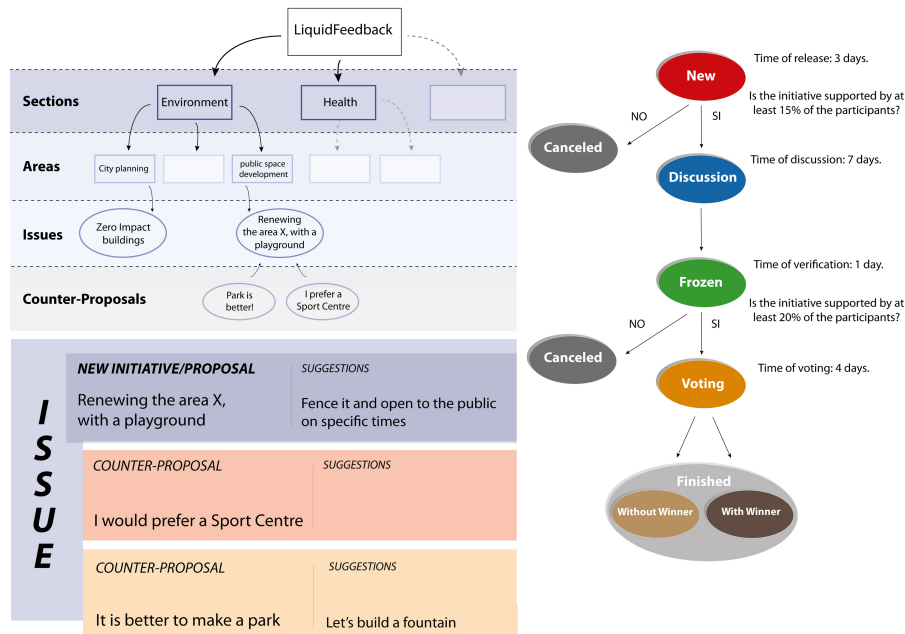 LiquidFeedback
Sections
Environment
Health
Areas
City planning
public space
development
Issues
Zero Impact
buildings
Renewing
the area X, with a
playground
Counter-Proposals
Park is
better!
I prefer a
Sport Centre
ISSUE
NEW INITIATIVE/PROPOSAL
SUGGESTIONS
Renewing the area X,
with a playground
Fence it and open to the public
on specific times
COUNTER-PROPOSAL
SUGGESTIONS
I would prefer a Sport Centre
COUNTER-PROPOSAL
SUGGESTIONS
It is better to make a park
Let's build a fountain
New
Time of release: 3 days.
Is the initiative supported by at
least 15% of the participants?
NO
SI
Canceled
Time of discussion: 7 days.
Discussion
Time of verification: 1 day.
Frozen
Is the initiative supported by at
least 20% of the participants?
NO
SI
Canceled
Time of voting: 4 days.
Voting
Finished
Without Winner
With Winner